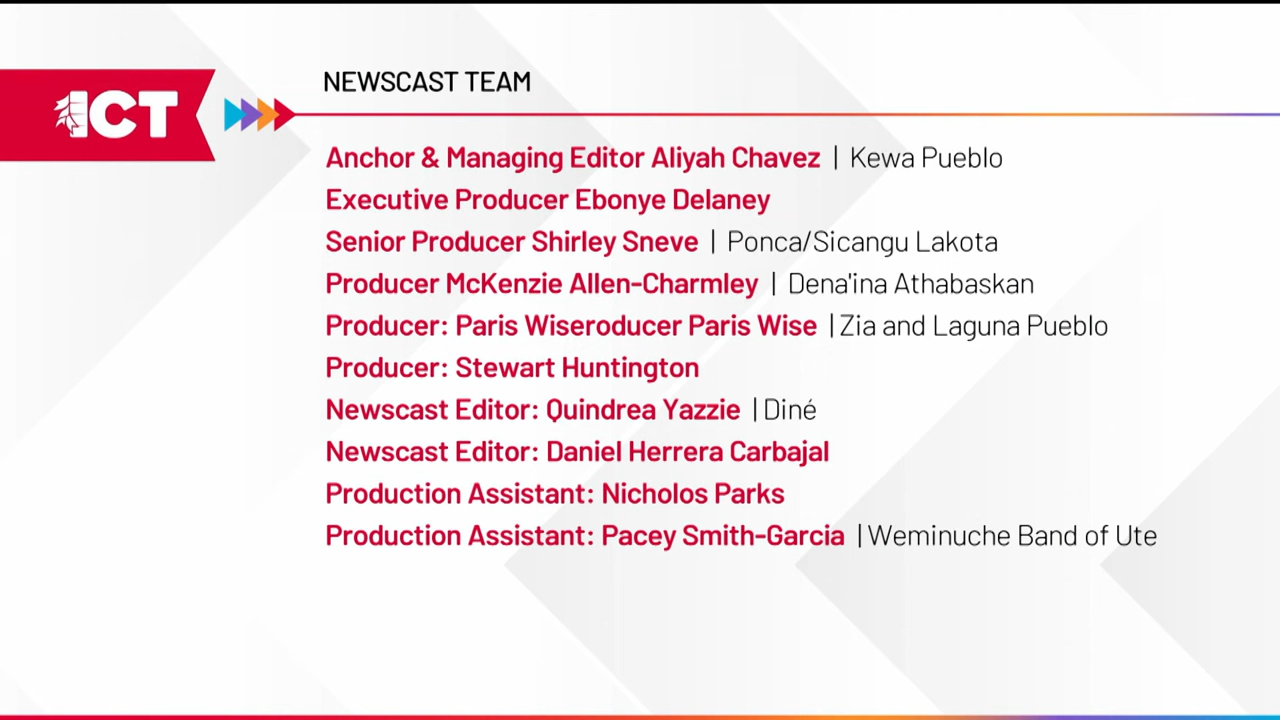 NEWSCAST TEAM
ICT
Anchor & Managing Editor Aliyah Chavez | Kewa Pueblo
Executive Producer Ebonye Delaney
Senior Producer Shirley Sneve | Ponca/Sicangu Lakota
Producer McKenzie Allen-Charmley | Dena'ina Athabaskan
Producer: Paris Wiseroducer Paris Wise | Zia and Laguna Pueblo
Producer: Stewart Huntington
Newscast Editor: Quindrea Yazzie | Diné
Newscast Editor: Daniel Herrera Carbajal
Production Assistant: Nicholos Parks
Production Assistant: Pacey Smith-Garcia | Weminuche Band of Ute